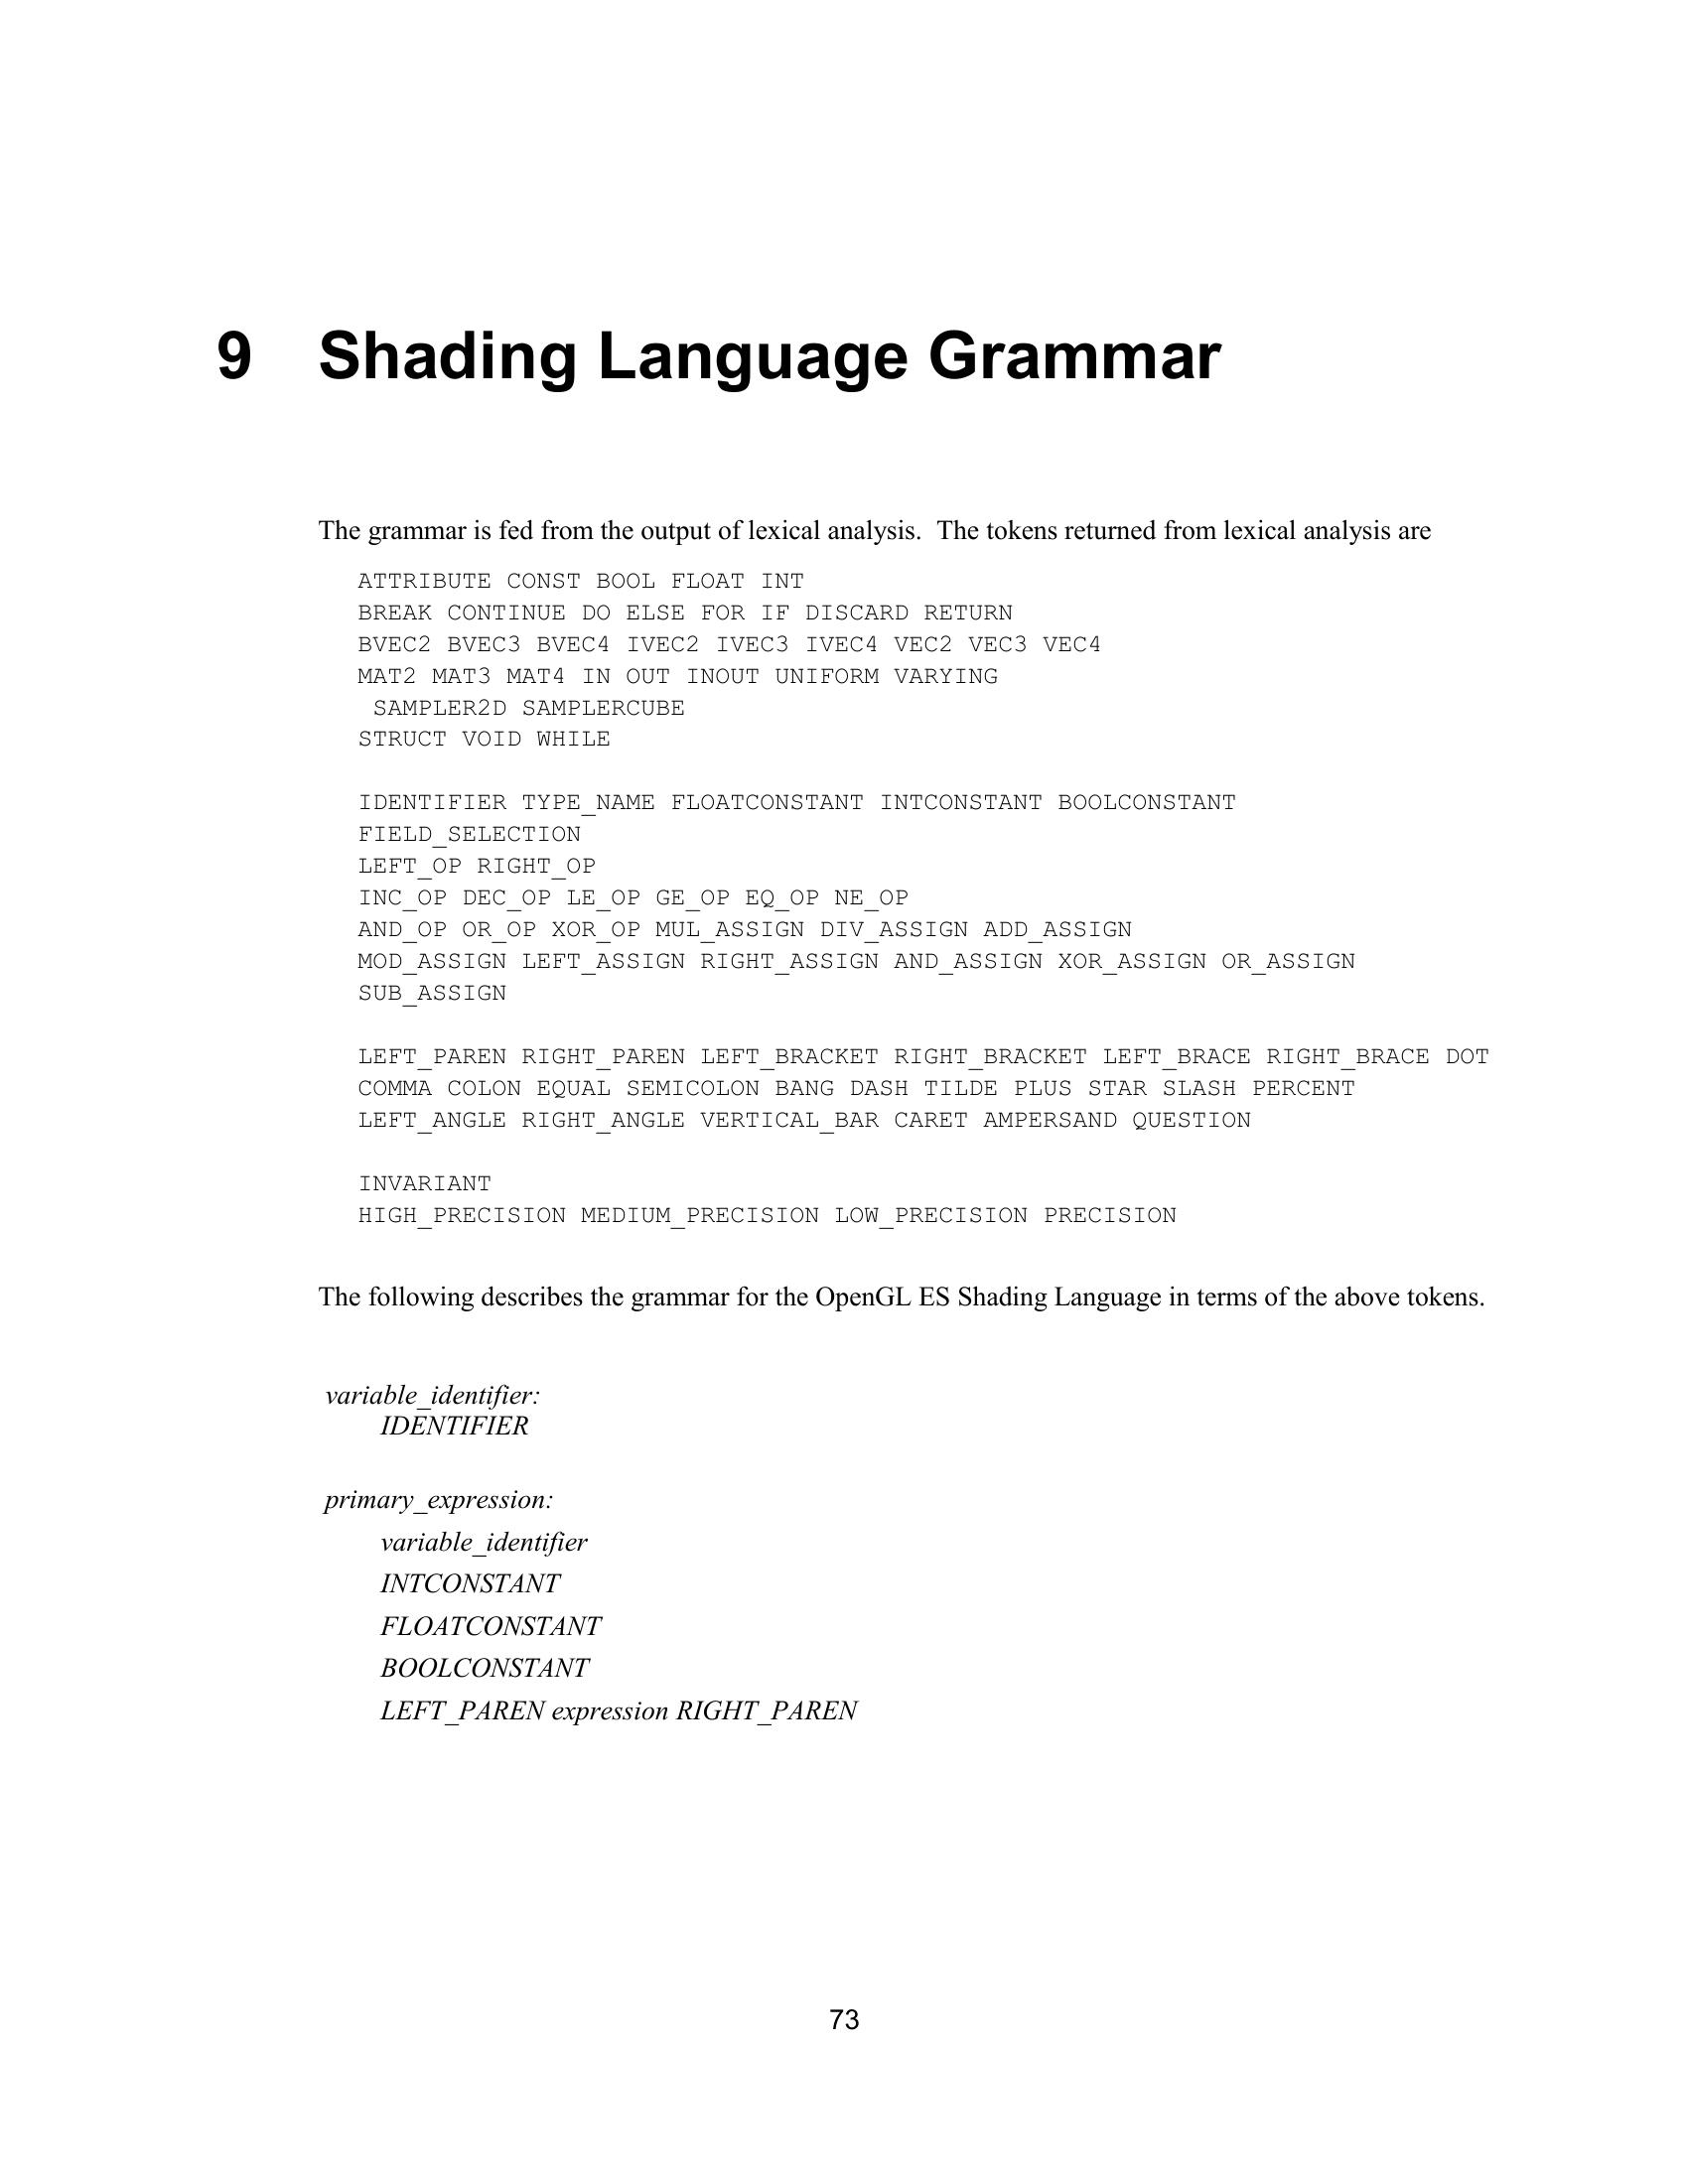 9 Shading Language Grammar
The grammar is fed from the output of lexical analysis.  The tokens returned from lexical analysis are
ATTRIBUTE CONST BOOL FLOAT INT
BREAK CONTINUE DO ELSE FOR IF DISCARD RETURN
BVEC2 BVEC3 BVEC4 IVEC2 IVEC3 IVEC4 VEC2 VEC3 VEC4
MAT2 MAT3 MAT4 IN OUT INOUT UNIFORM VARYING
SAMPLER2D SAMPLERCUBE
STRUCT VOID WHILE
IDENTIFIER TYPE_NAME FLOATCONSTANT INTCONSTANT BOOLCONSTANT
FIELD_SELECTION
LEFT_OP RIGHT_OP
INC_OP DEC_OP LE_OP GE_OP EQ_OP NE_OP
AND_OP OR_OP XOR_OP MUL_ASSIGN DIV_ASSIGN ADD_ASSIGN
MOD_ASSIGN LEFT_ASSIGN RIGHT_ASSIGN AND_ASSIGN XOR_ASSIGN OR_ASSIGN
SUB_ASSIGN
LEFT_PAREN RIGHT_PAREN LEFT_BRACKET RIGHT_BRACKET LEFT_BRACE RIGHT_BRACE DOT
COMMA COLON EQUAL SEMICOLON BANG DASH TILDE PLUS STAR SLASH PERCENT
LEFT_ANGLE RIGHT_ANGLE VERTICAL_BAR CARET AMPERSAND QUESTION
INVARIANT
HIGH_PRECISION MEDIUM_PRECISION LOW_PRECISION PRECISION
The following describes the grammar for the OpenGL ES Shading Language in terms of the above tokens.
variable_identifier:
IDENTIFIER
primary_expression:
variable_identifier
INTCONSTANT
FLOATCONSTANT
BOOLCONSTANT
LEFT_PAREN expression RIGHT_PAREN
73